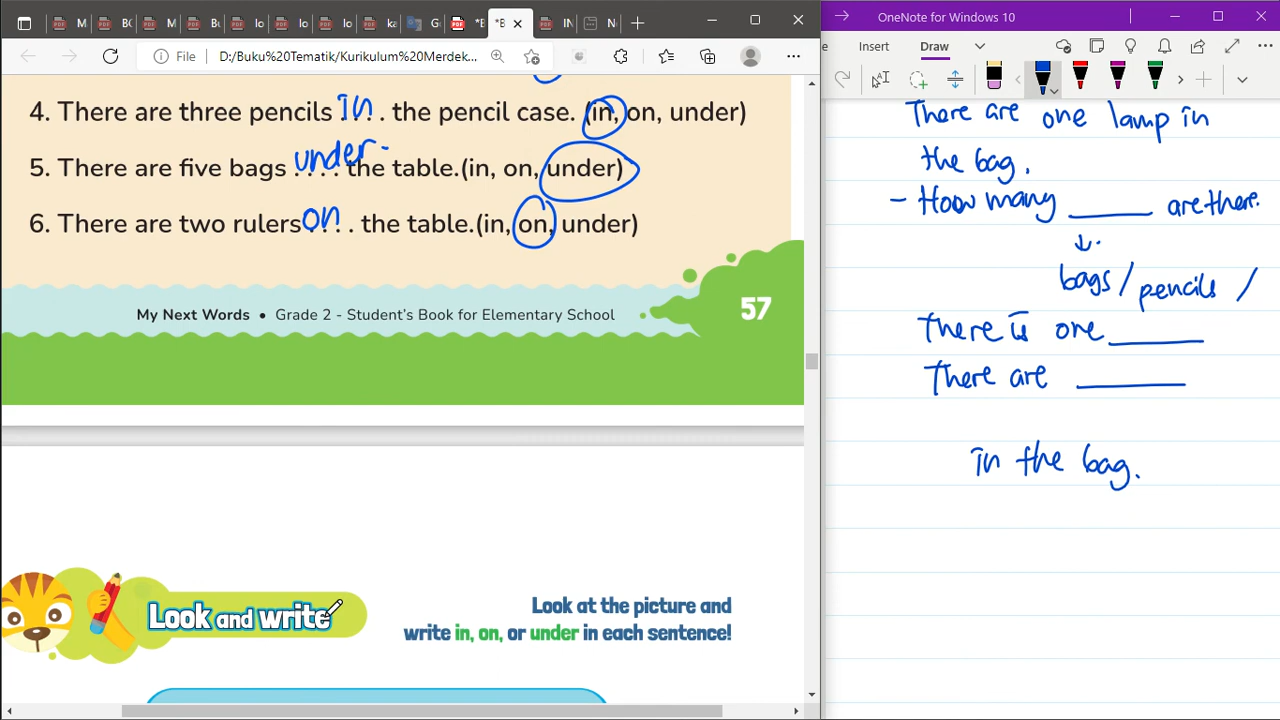 File D:/Buku%20Tematik/Kurikulum%20Merdek...
4. There are three pencils in . . . . the pencil case. (in, on, under)
5. There are five bags under . . . . the table.(in, on, under)
6. There are two rulers on . . . . the table.(in, on, under)
My Next Words • Grade 2 - Student's Book for Elementary School
57
Look and write
Look at the picture and
write in, on, or under in each sentence!
OneNote for Windows 10
Insert Draw
There are one lamp in
the bag.
- How many ____ are there.
↓
bags / pencils /
There is one ____
There are ____
in the bag.